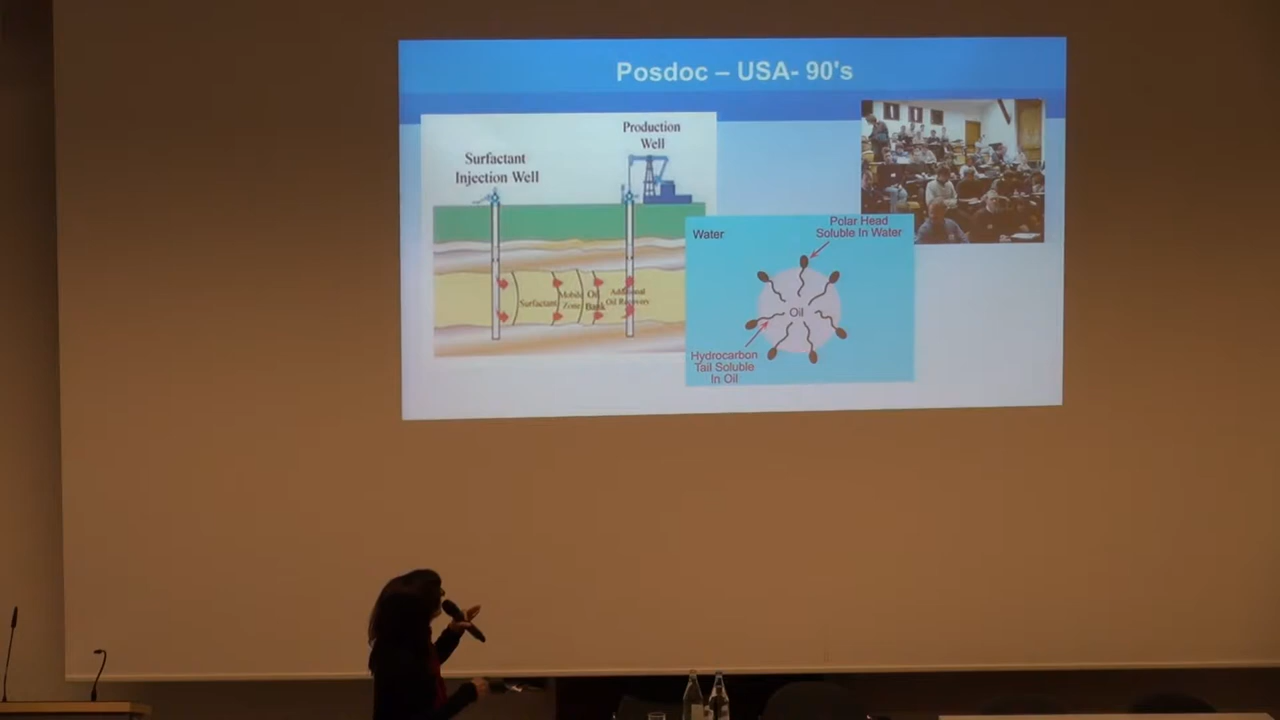 Posdoc – USA- 90's
Surfactant
Injection Well
Production
Well
Surfactant
Mobile
Zone
Oil
Bank
Additional
Oil Recovery
Water
Polar Head
Soluble In Water
Oil
Hydrocarbon
Tail Soluble
In Oil